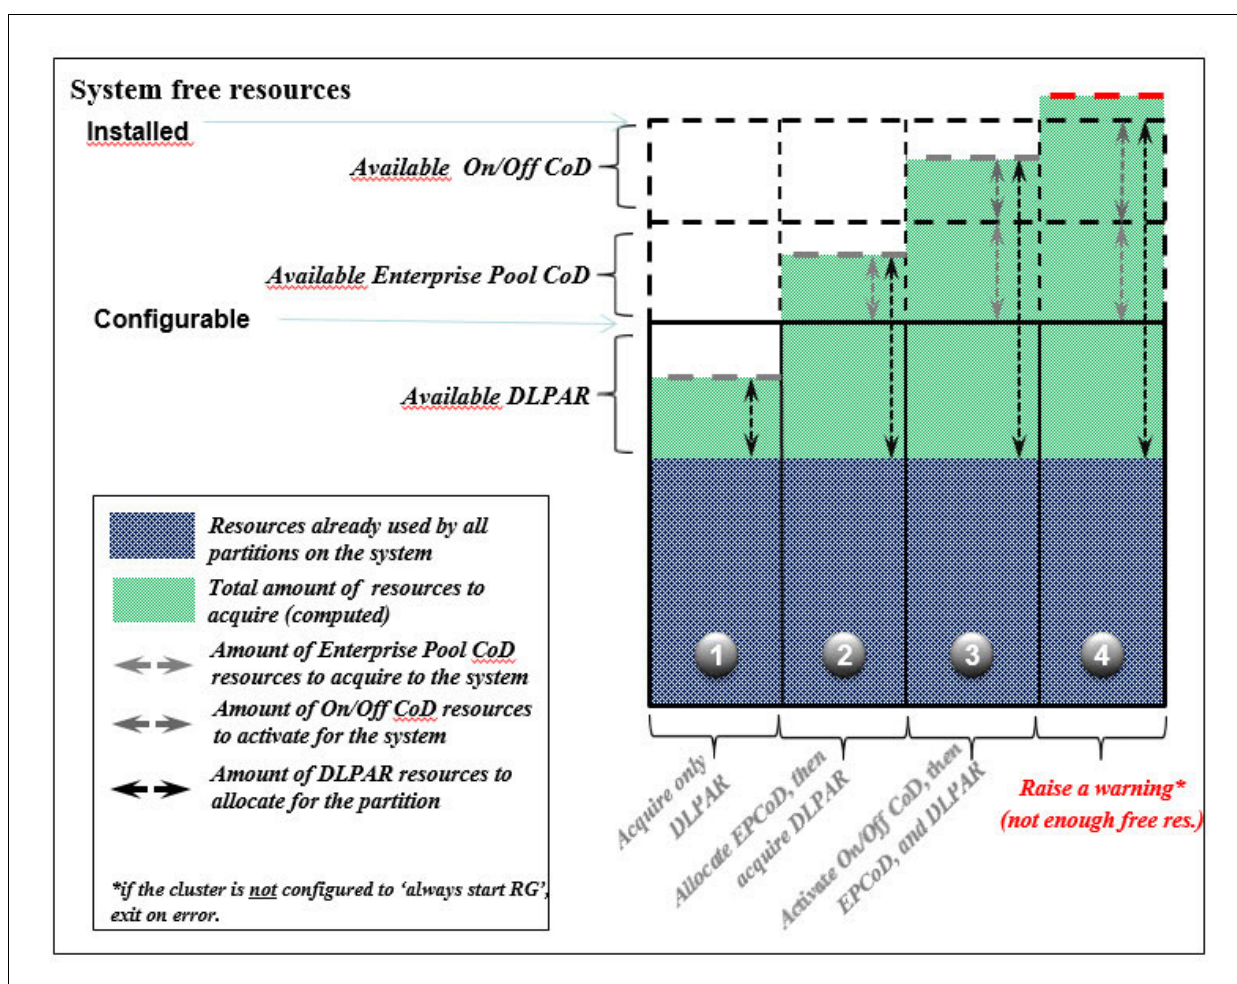 System free resources
Installed
Available On/Off CoD
Available Enterprise Pool CoD
Configurable
Available DLPAR
Resources already used by all
partitions on the system
Total amount of resources to
acquire (computed)
Amount of Enterprise Pool CoD
resources to acquire to the system
Amount of On/Off CoD resources
to activate for the system
Amount of DLPAR resources to
allocate for the partition
*if the cluster is not configured to ‘always start RG’,
exit on error.
1
2
3
4
Acquire only
DLPAR
Allocate EPCoD, then
acquire DLPAR
Activate On/Off CoD, then
EPCoD, and DLPAR
Raise a warning*
(not enough free res.)